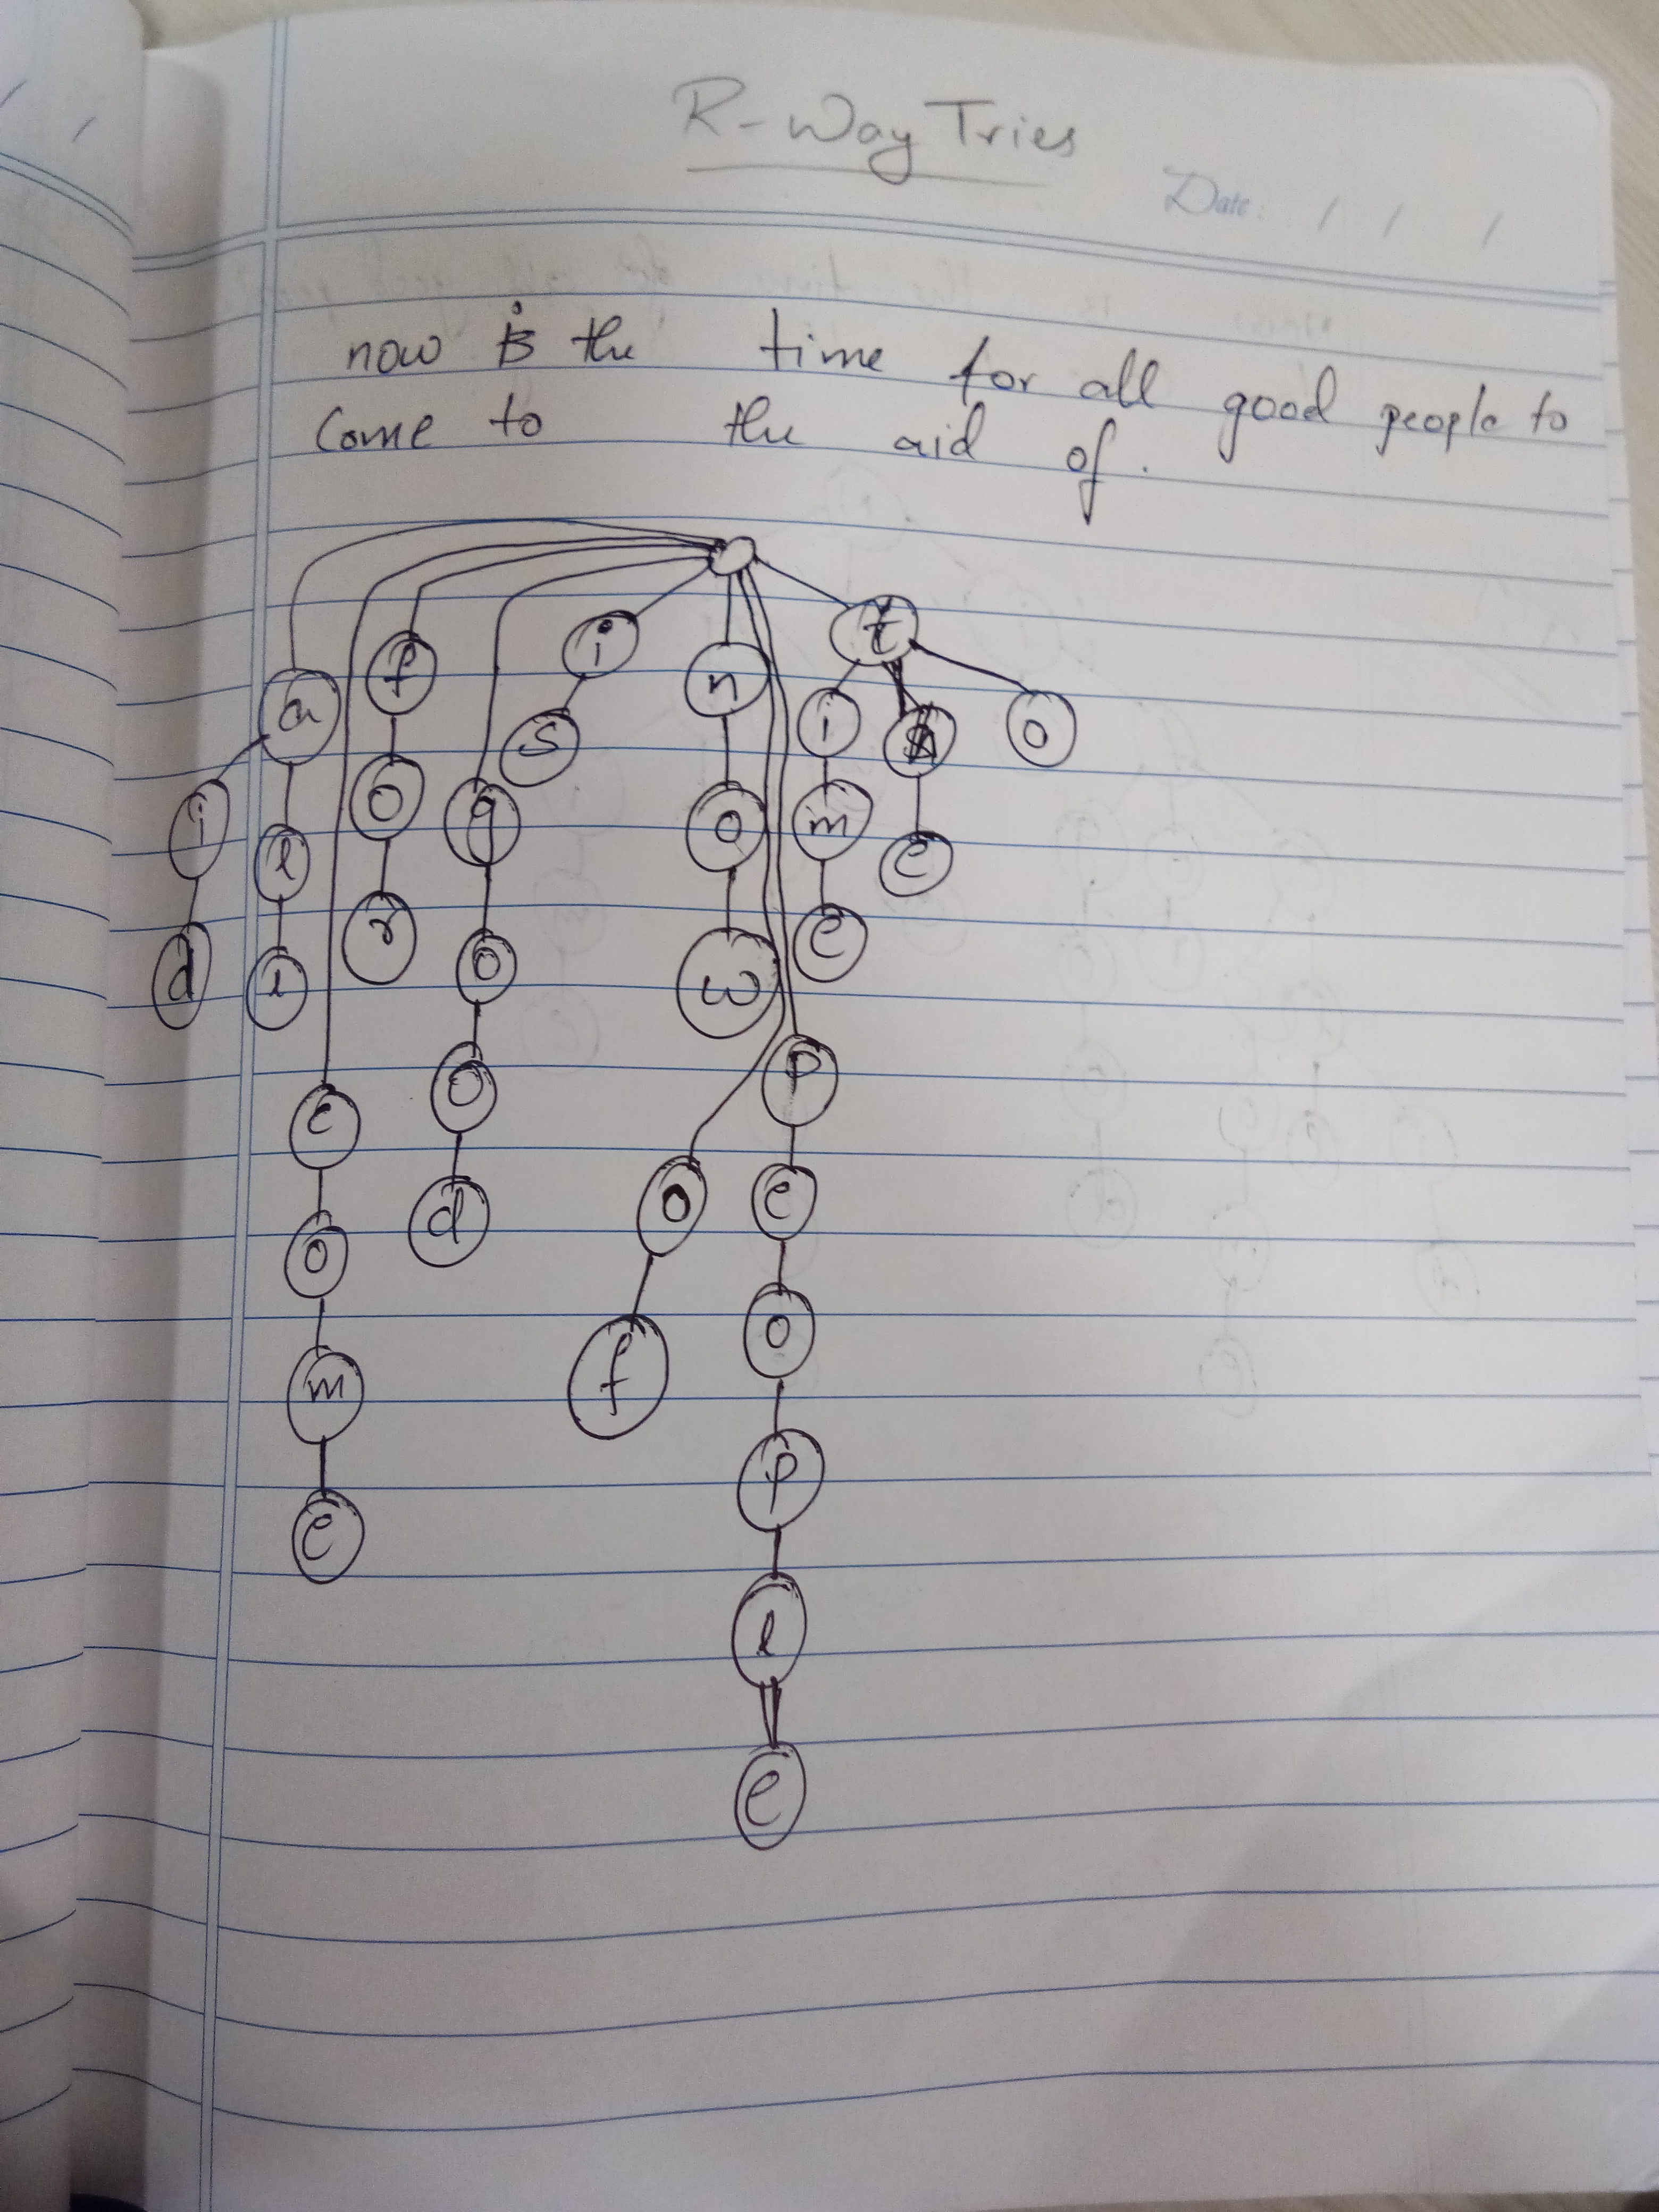 R-Way Tries
Date: / / /
now is the time for all good people to
come to the aid of.
t
i
f
n
a
i o
s
i l o g o m e
d l r o w e
p
c o
e
o d o
o
m f
p
e
l
e